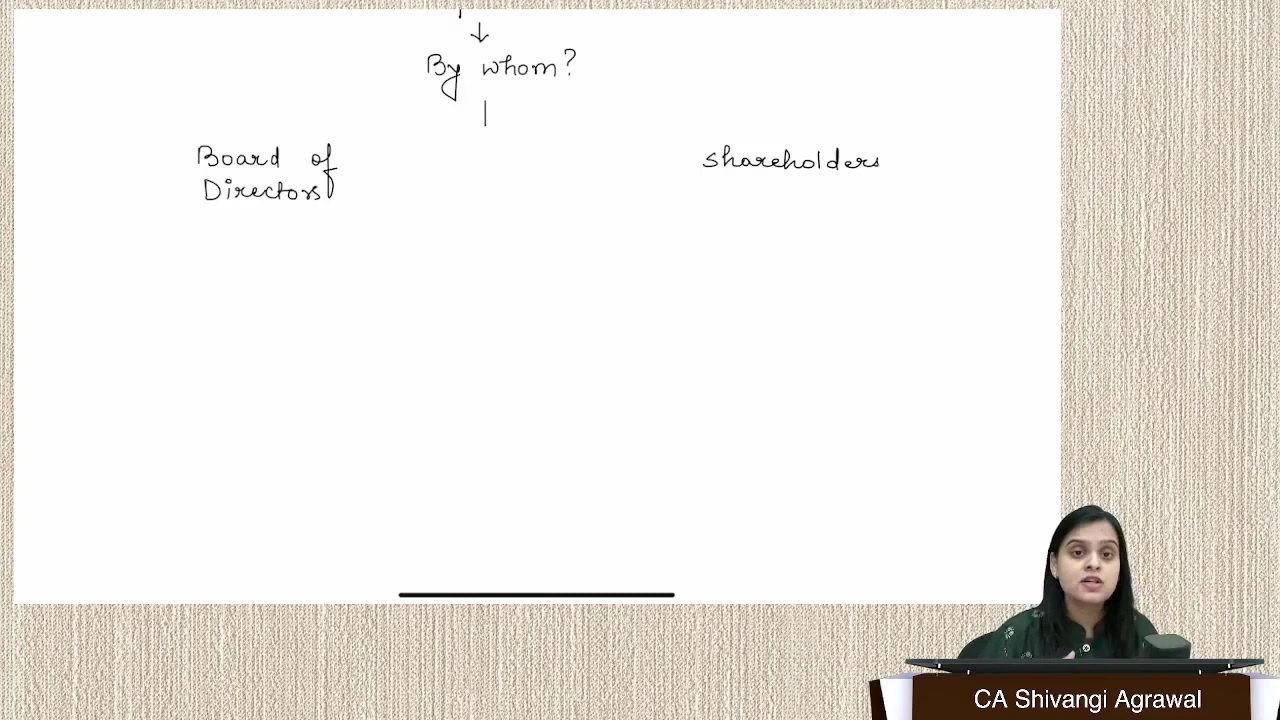 By whom?
Board of
Directors
shareholders
CA Shivangi Agrawal